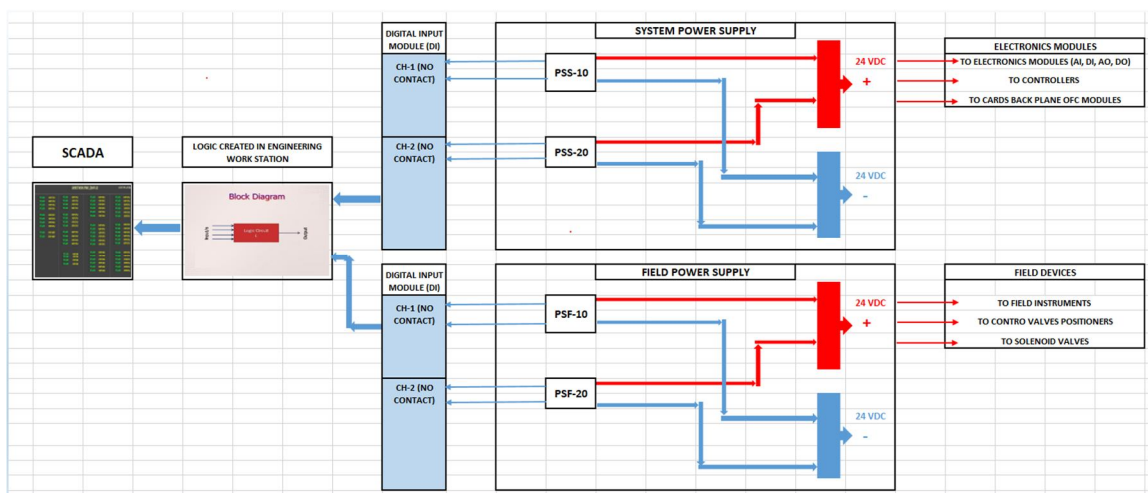 SYSTEM POWER SUPPLY
DIGITAL INPUT
MODULE (DI)
CH-1 (NO
CONTACT)
CH-2 (NO
CONTACT)
PSS-10
PSS-20
24 VDC
+
24 VDC
-
ELECTRONICS MODULES
TO ELECTRONICS MODULES (AI, DI, AO, DO)
TO CONTROLLERS
TO CARDS BACK PLANE OFC MODULES
SCADA
LOGIC CREATED IN ENGINEERING
WORK STATION
Block Diagram
Inputs
Logic Circuit
Output
FIELD POWER SUPPLY
DIGITAL INPUT
MODULE (DI)
CH-1 (NO
CONTACT)
CH-2 (NO
CONTACT)
PSF-10
PSF-20
24 VDC
+
24 VDC
-
FIELD DEVICES
TO FIELD INSTRUMENTS
TO CONTRO VALVES POSITIONERS
TO SOLENOID VALVES